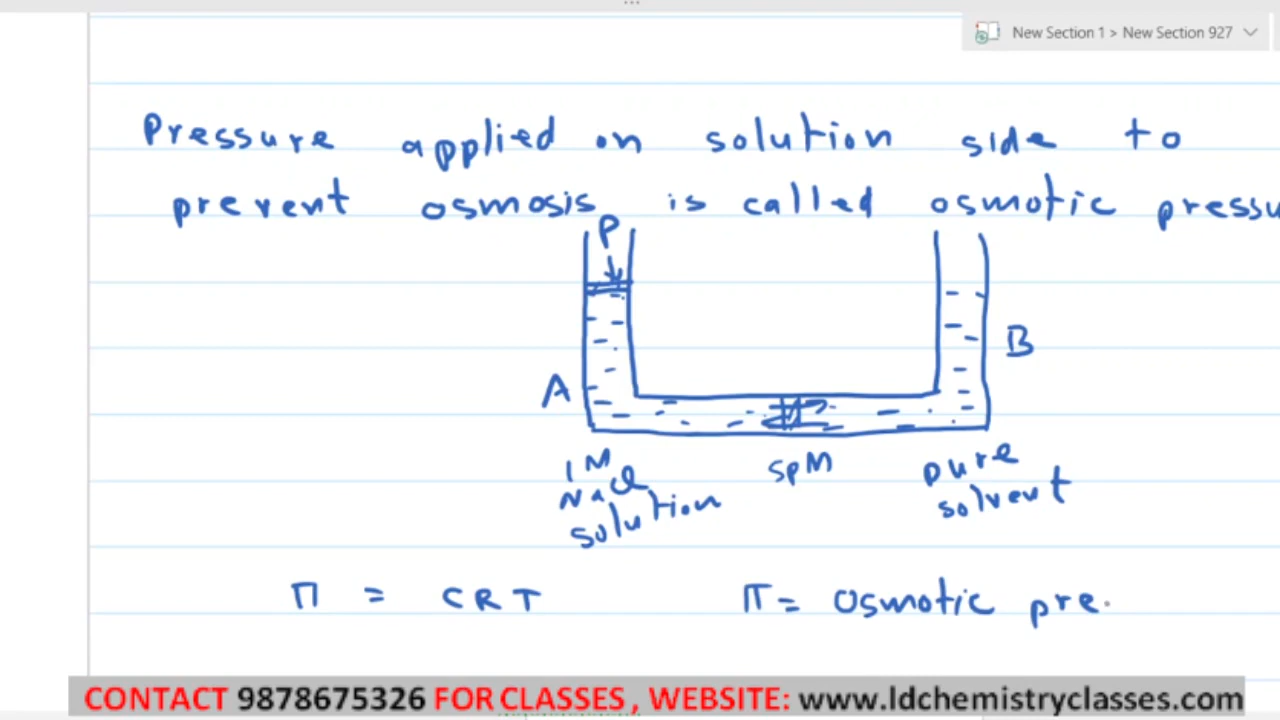 New Section 1 > New Section 927
Pressure applied on solution side to
prevent osmosis is called osmotic pressu
P
A
B
1M
NaCl
solution
SPM
pure
solvent
π = CRT
π = Osmotic pre
CONTACT 9878675326 FOR CLASSES, WEBSITE: www.ldchemistryclasses.com